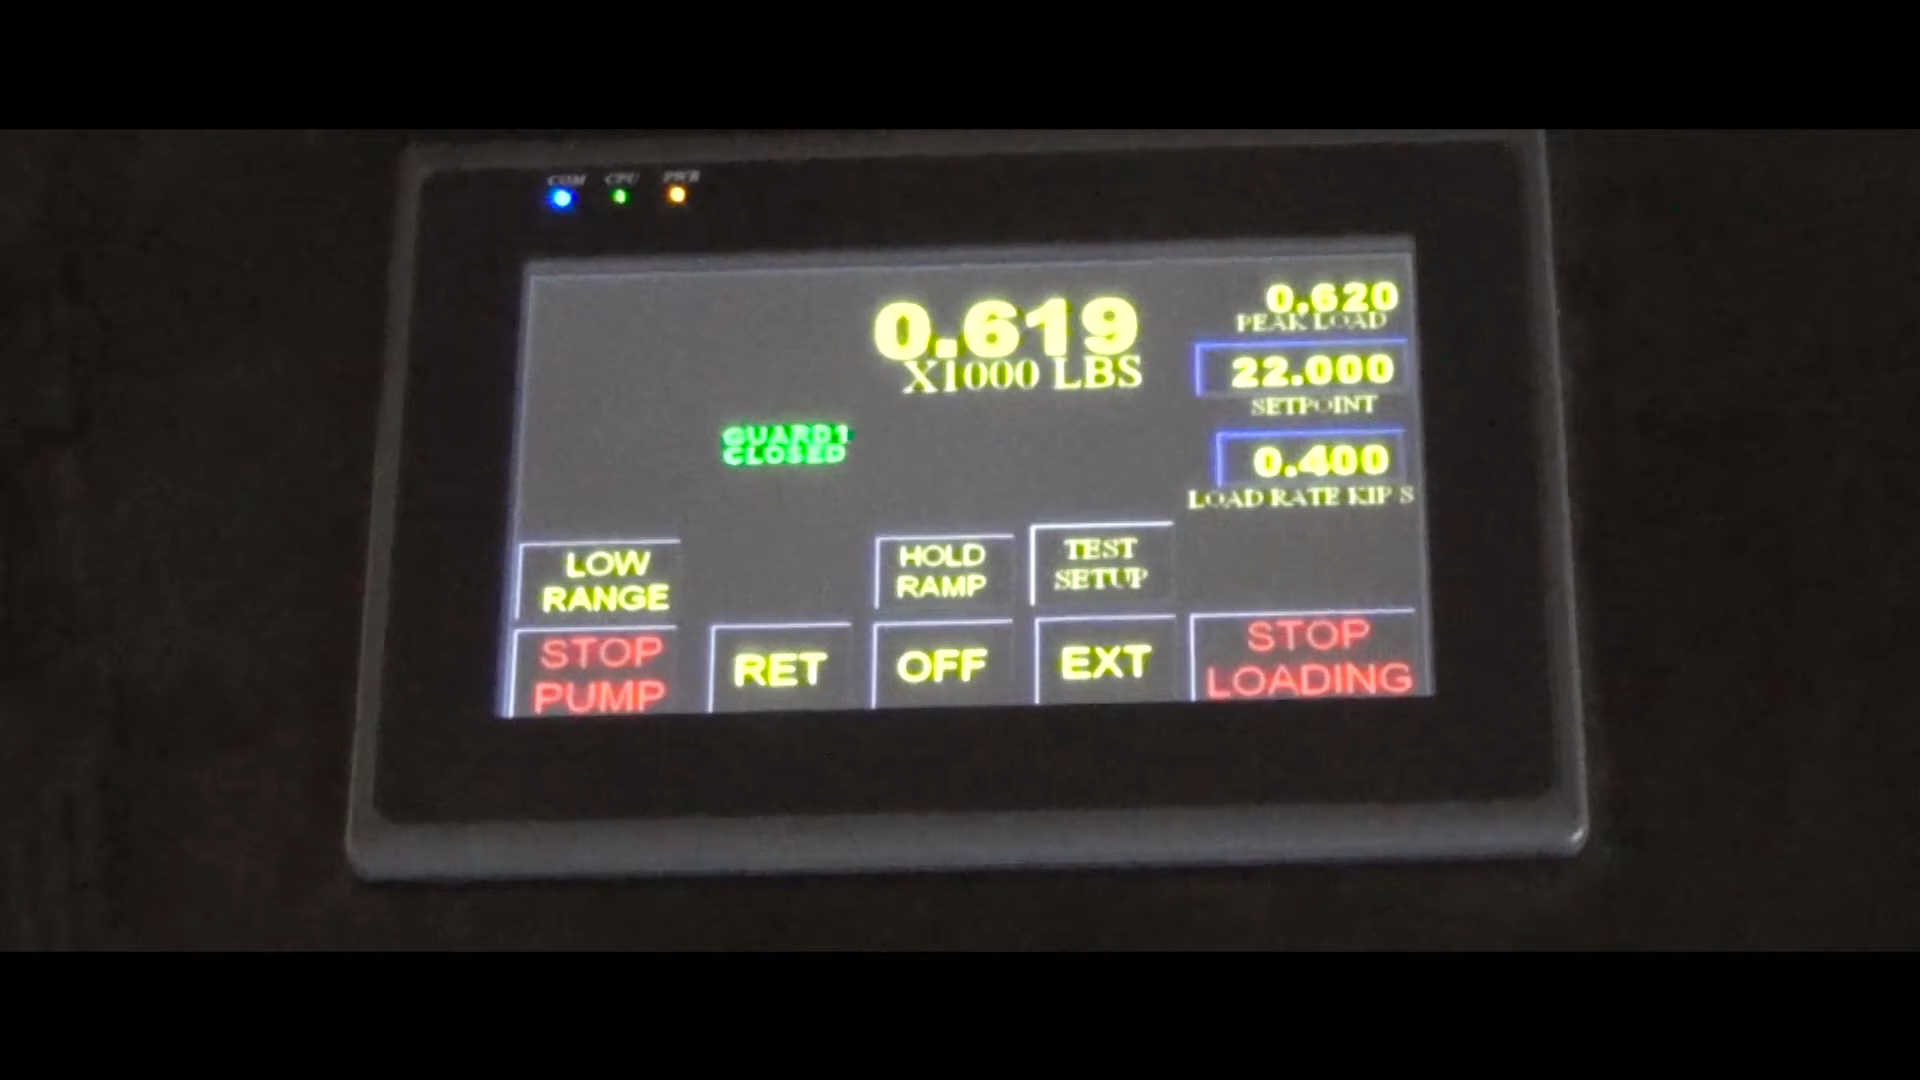 COM CPU PWR
0.619
X1000 LBS
0.620
PEAK LOAD
22.000
SETPOINT
0.400
LOAD RATE KIP S
GUARD1
CLOSED
LOW
RANGE
HOLD
RAMP
TEST
SETUP
STOP
PUMP
RET
OFF
EXT
STOP
LOADING